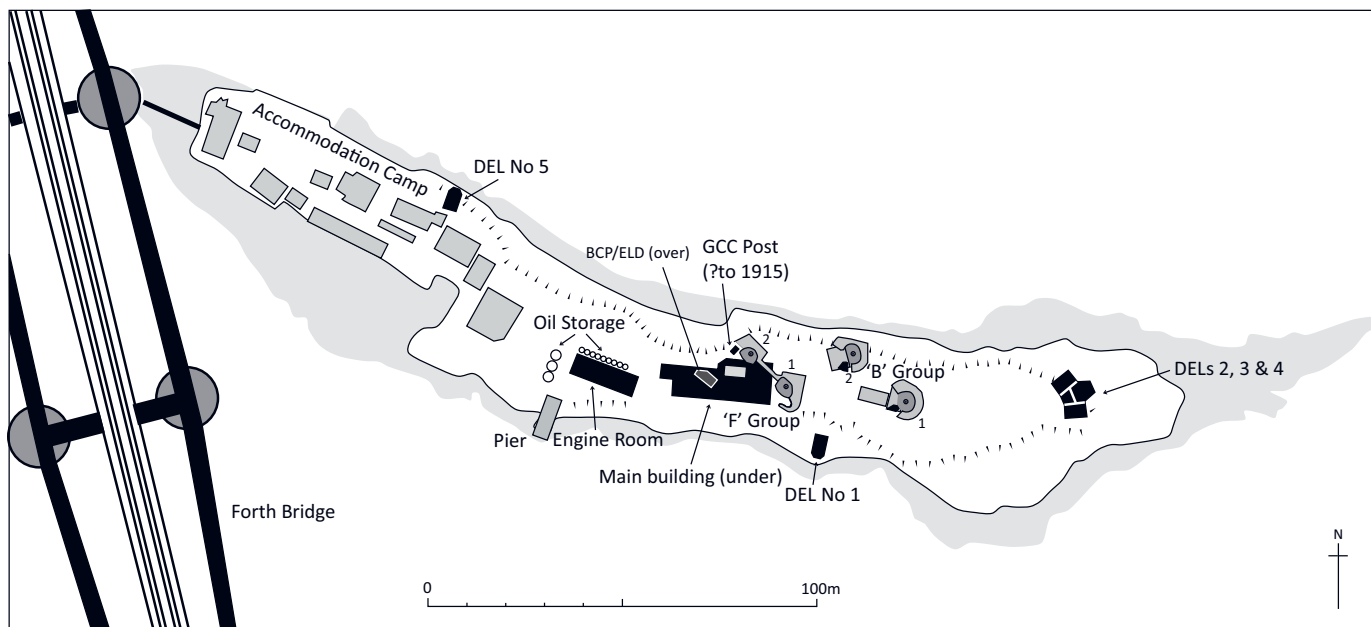 Accommodation Camp
DEL No 5
BCP/ELD (over)
GCC Post
(?to 1915)
Oil Storage
2
1
2
'B' Group
1
DELs 2, 3 & 4
'F' Group
Pier
Engine Room
Main building (under)
DEL No 1
Forth Bridge
N
0
100m